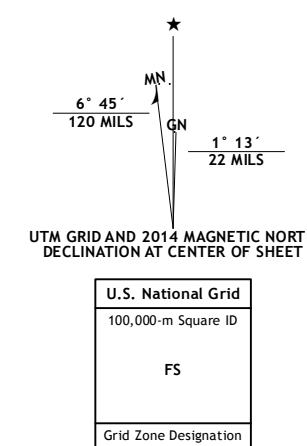 ★
MN
6° 45´
120 MILS
GN
1° 13´
22 MILS
UTM GRID AND 2014 MAGNETIC NORT
DECLINATION AT CENTER OF SHEET
U.S. National Grid
100,000-m Square ID
FS
Grid Zone Designation